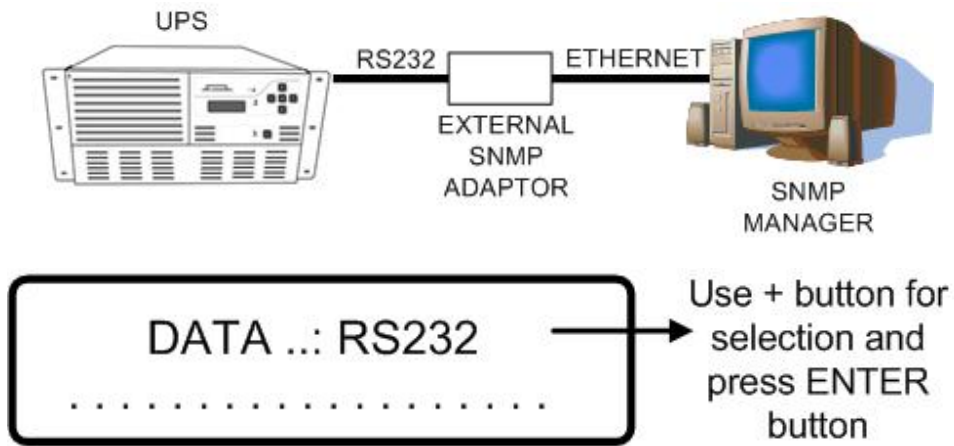 UPS
RS232
ETHERNET
EXTERNAL
SNMP
ADAPTOR
SNMP
MANAGER
DATA ..: RS232
. . . . . . . . . . . . . . . . . . .
Use + button for
selection and
press ENTER
button